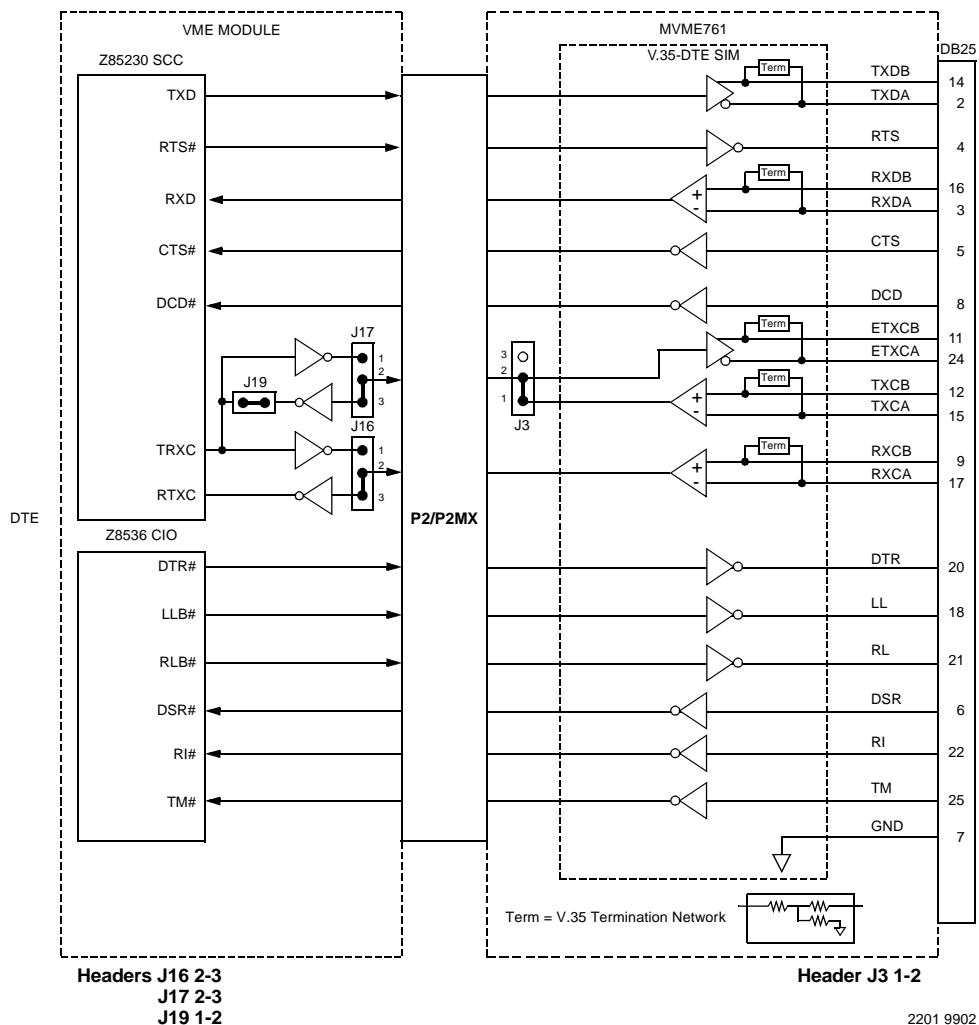 VME MODULE
MVME761
Z85230 SCC
V.35-DTE SIM
DB25
TXD
Term
TXDB
14
TXDA
2
RTS#
RTS
4
RXD
Term
+
-
RXDB
16
RXDA
3
CTS#
CTS
5
DCD#
DCD
8
J17
1
2
3
J19
3
2
1
J3
Term
ETXCB
11
ETXCA
24
Term
+
-
TXCB
12
TXCA
15
TRXC
RTXC
J16
1
2
3
Term
+
-
RXCB
9
RXCA
17
DTE
P2/P2MX
Z8536 CIO
DTR#
DTR
20
LLB#
LL
18
RLB#
RL
21
DSR#
DSR
6
RI#
RI
22
TM#
TM
25
GND
7
Term = V.35 Termination Network
Headers J16 2-3
J17 2-3
J19 1-2
Header J3 1-2
2201 9902